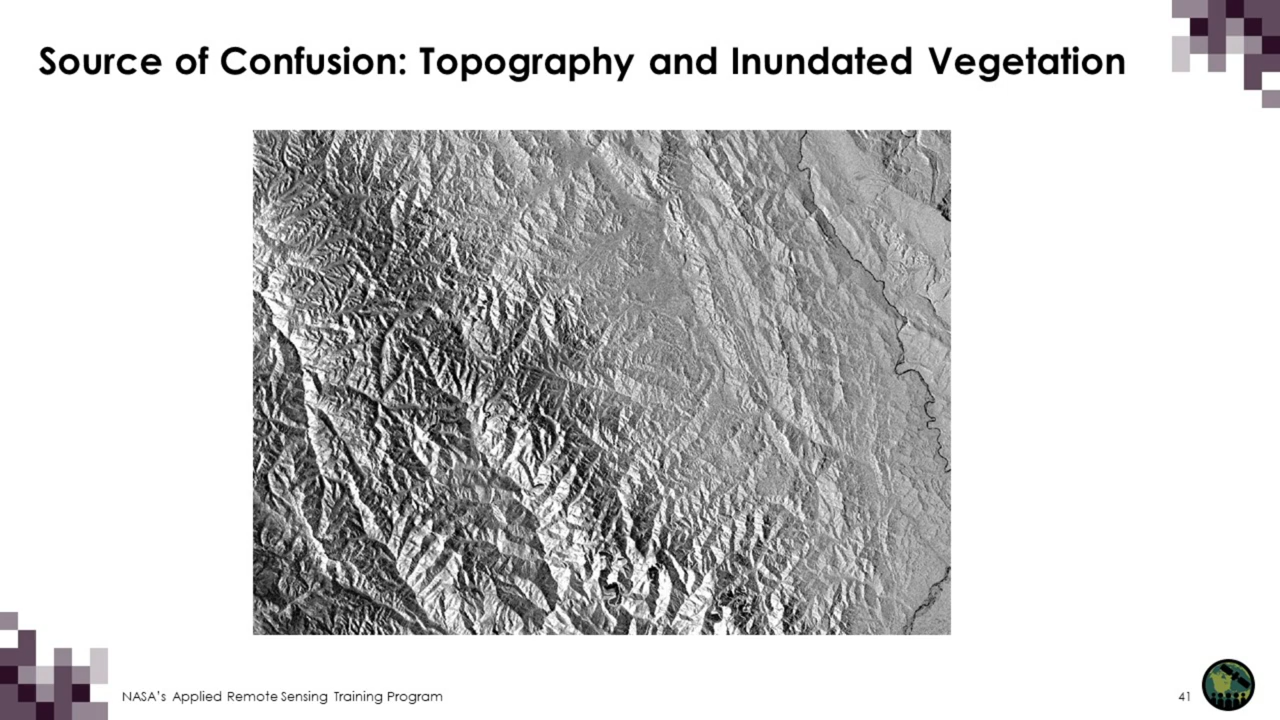 Source of Confusion: Topography and Inundated Vegetation
NASA's Applied Remote Sensing Training Program
41